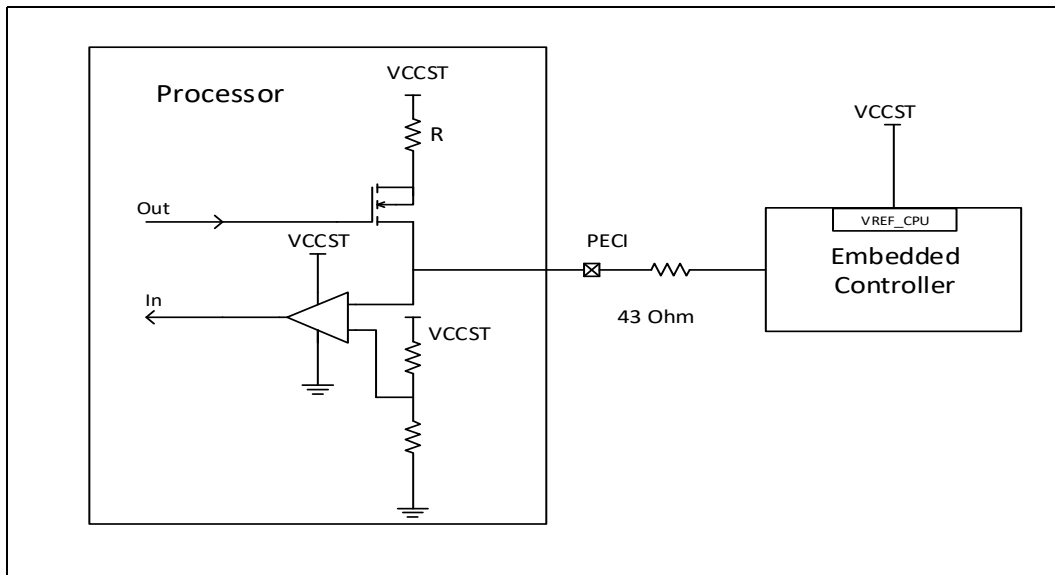 VCCST
Processor
R
VCCST
Out
VREF_CPU
VCCST
PECI
Embedded
Controller
In
VCCST
43 Ohm